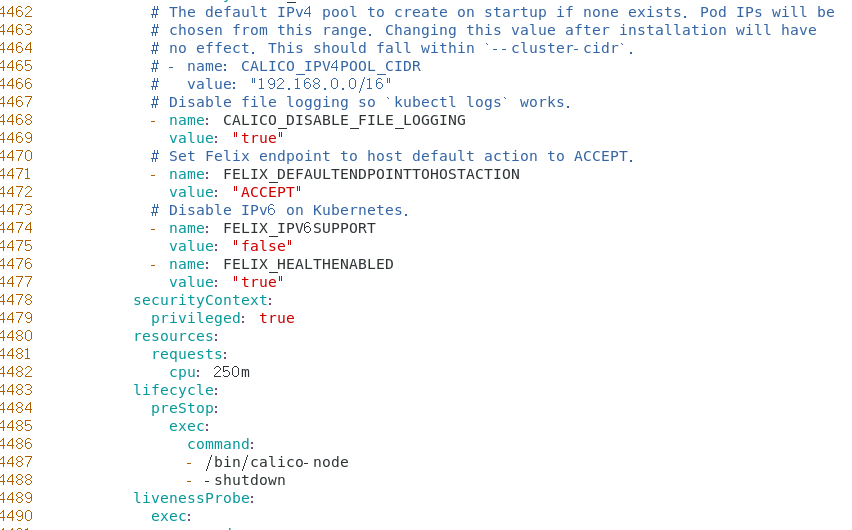 4462 # The default IPv4 pool to create on startup if none exists. Pod IPs will be
4463 # chosen from this range. Changing this value after installation will have
4464 # no effect. This should fall within `--cluster-cidr`.
4465 # - name: CALICO_IPV4POOL_CIDR
4466 #   value: "192.168.0.0/16"
4467 # Disable file logging so `kubectl logs` works.
4468 - name: CALICO_DISABLE_FILE_LOGGING
4469   value: "true"
4470 # Set Felix endpoint to host default action to ACCEPT.
4471 - name: FELIX_DEFAULTENDPOINTTOHOSTACTION
4472   value: "ACCEPT"
4473 # Disable IPv6 on Kubernetes.
4474 - name: FELIX_IPV6SUPPORT
4475   value: "false"
4476 - name: FELIX_HEALTHENABLED
4477   value: "true"
4478 securityContext:
4479   privileged: true
4480 resources:
4481   requests:
4482     cpu: 250m
4483 lifecycle:
4484   preStop:
4485     exec:
4486       command:
4487       - /bin/calico-node
4488       - -shutdown
4489 livenessProbe:
4490   exec: